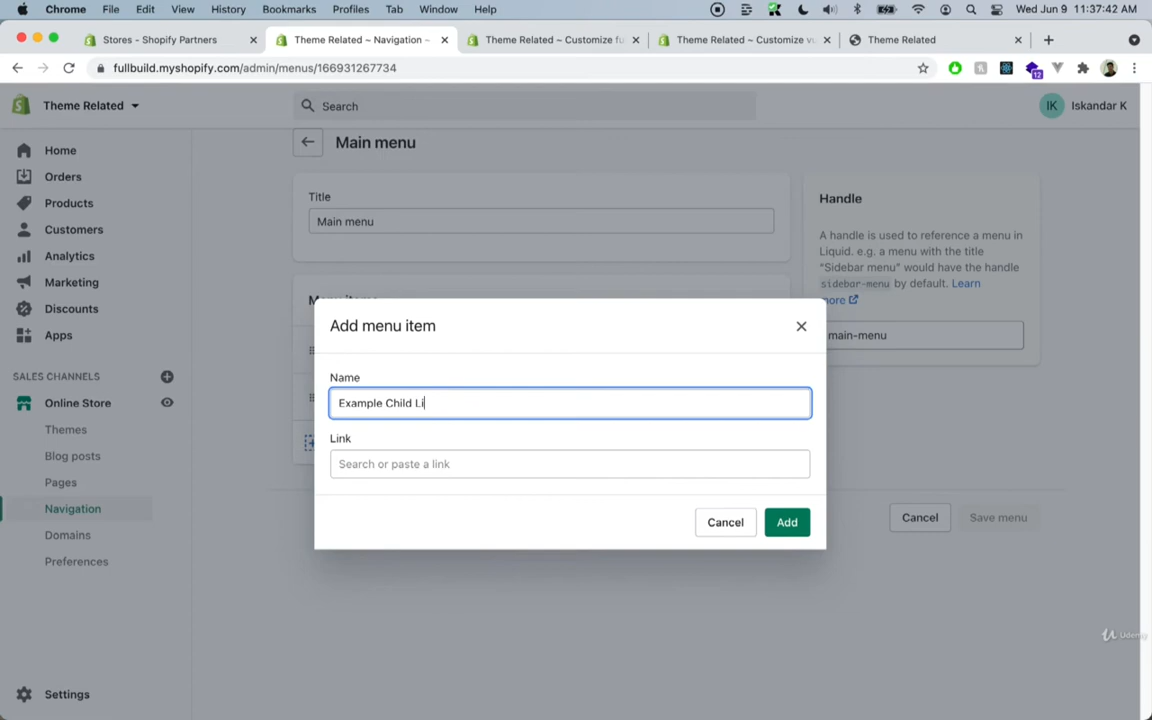 Chrome File Edit View History Bookmarks Profiles Tab Window Help Wed Jun 9 11:37:42 AM
Stores - Shopify Partners Theme Related ~ Navigation ~ Theme Related ~ Customize fu Theme Related ~ Customize vu Theme Related
fullbuild.myshopify.com/admin/menus/166931267734 12
Theme Related Search IK Iskandar K
Home
Orders
Products
Customers
Analytics
Marketing
Discounts
Apps
SALES CHANNELS
Online Store
Themes
Blog posts
Pages
Navigation
Domains
Preferences
Settings
Main menu
Title
Main menu
Menu items
Handle
A handle is used to reference a menu in
Liquid. e.g. a menu with the title
"Sidebar menu" would have the handle
sidebar-menu by default. Learn
more
main-menu
Add menu item
Name
Example Child Li
Link
Search or paste a link
Cancel Add
Cancel Save menu
Udemy